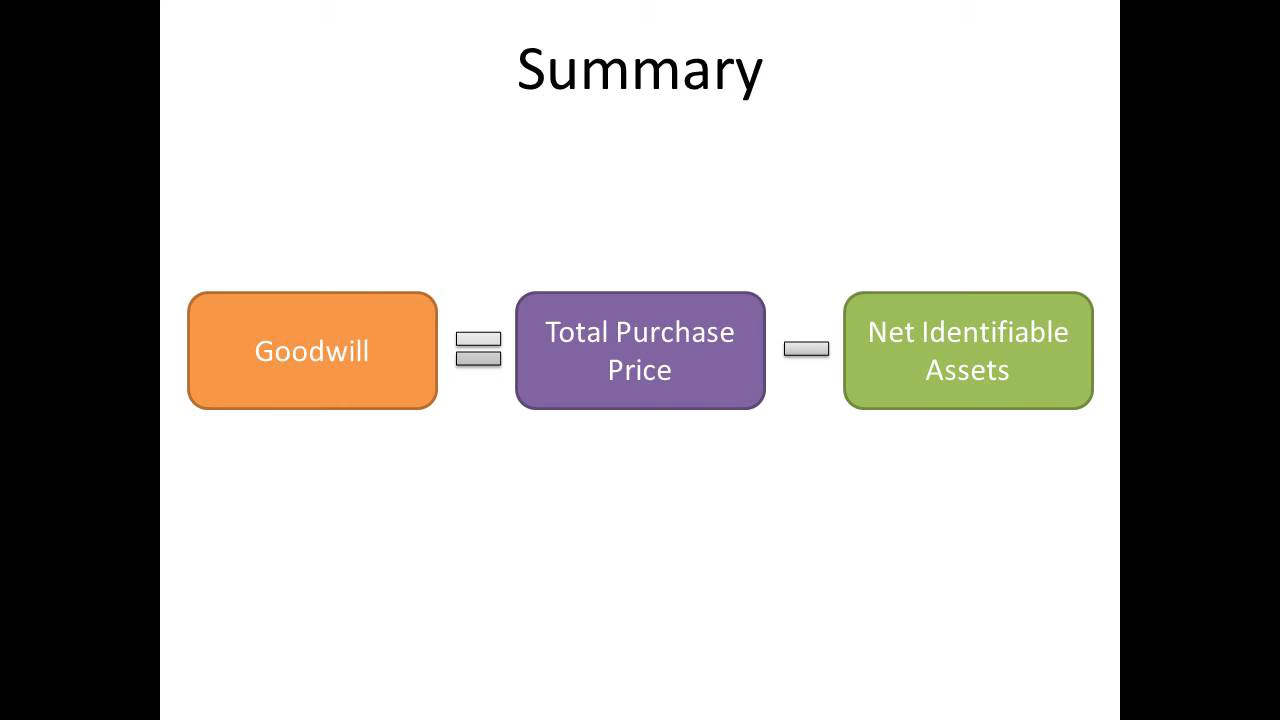 Summary
Goodwill
Total Purchase
Price
Net Identifiable
Assets